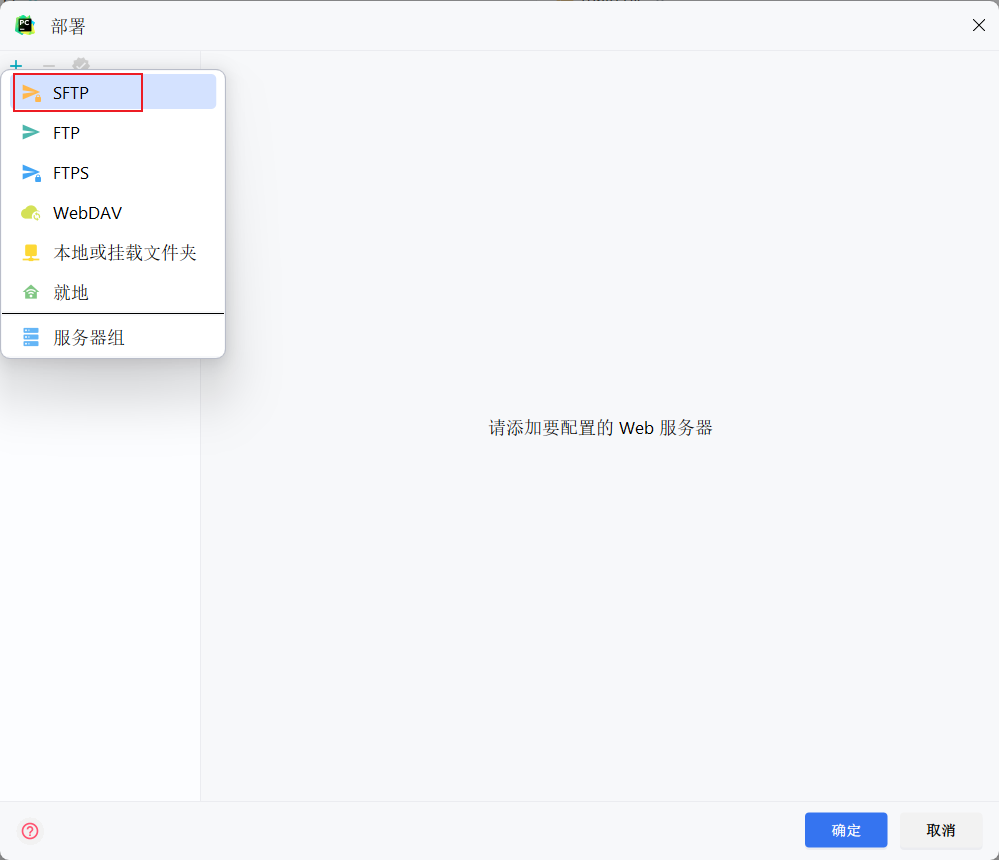 部署
SFTP
FTP
FTPS
WebDAV
本地或挂载文件夹
就地
服务器组
请添加要配置的 Web 服务器
确定
取消